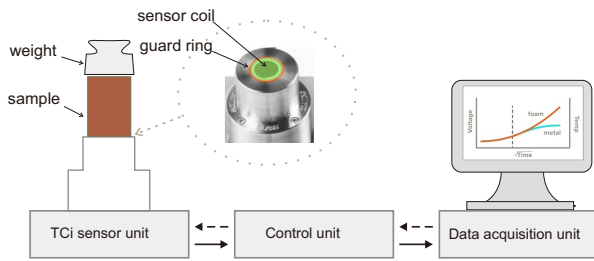 sensor coil
guard ring
weight
sample
Voltage
foam
metal
Temp
√Time
TCi sensor unit
Control unit
Data acquisition unit